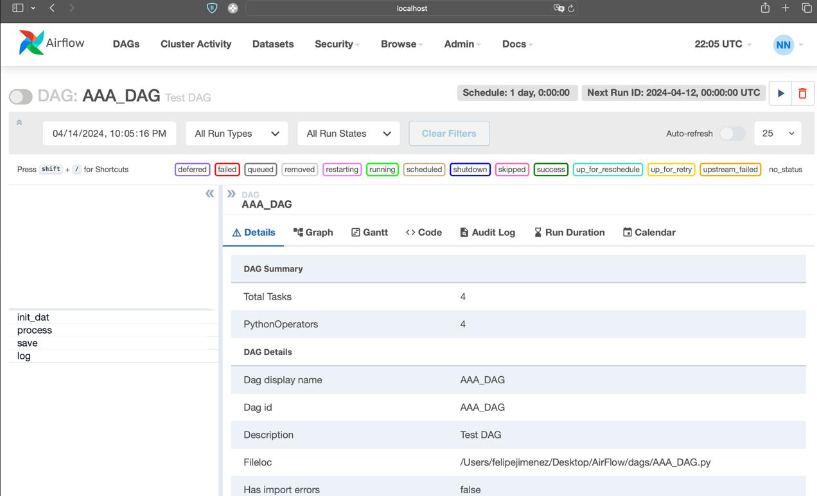 localhost
Airflow
DAGs Cluster Activity Datasets Security Browse Admin Docs 22:05 UTC NN
DAG: AAA_DAG Test DAG Schedule: 1 day, 0:00:00 Next Run ID: 2024-04-12, 00:00:00 UTC
04/14/2024, 10:05:16 PM All Run Types All Run States Clear Filters Auto-refresh 25
Press shift + / for Shortcuts deferred failed queued removed restarting running scheduled shutdown skipped success up_for_reschedule up_for_retry upstream_failed no_status
DAG
AAA_DAG
Details Graph Gantt <> Code Audit Log Run Duration Calendar
DAG Summary
Total Tasks 4
PythonOperators 4
DAG Details
Dag display name AAA_DAG
Dag id AAA_DAG
Description Test DAG
Fileloc /Users/felipejimenez/Desktop/AirFlow/dags/AAA_DAG.py
Has import errors false
init_dat
process
save
log